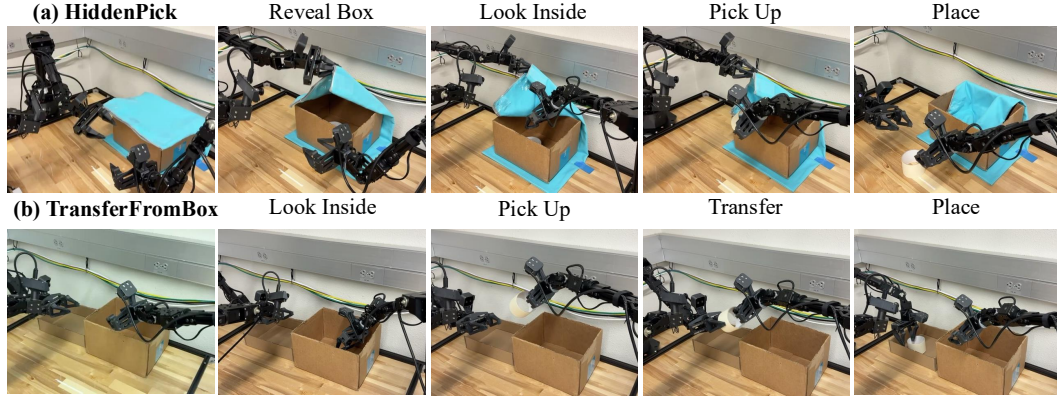 (a) HiddenPick
Reveal Box
Look Inside
Pick Up
Place
(b) TransferFromBox
Look Inside
Pick Up
Transfer
Place